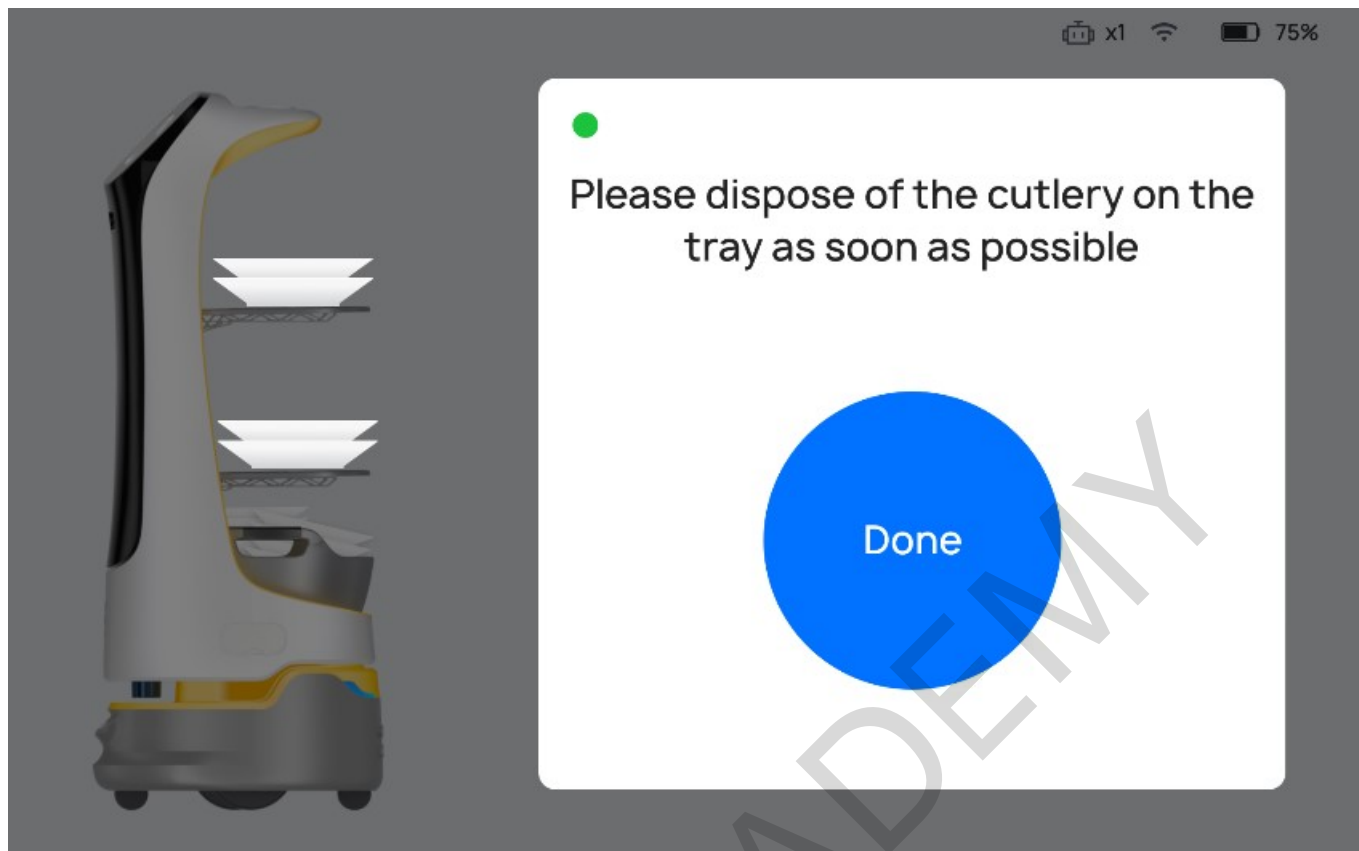 x1 75%
Please dispose of the cutlery on the
tray as soon as possible
Done
ADEMY